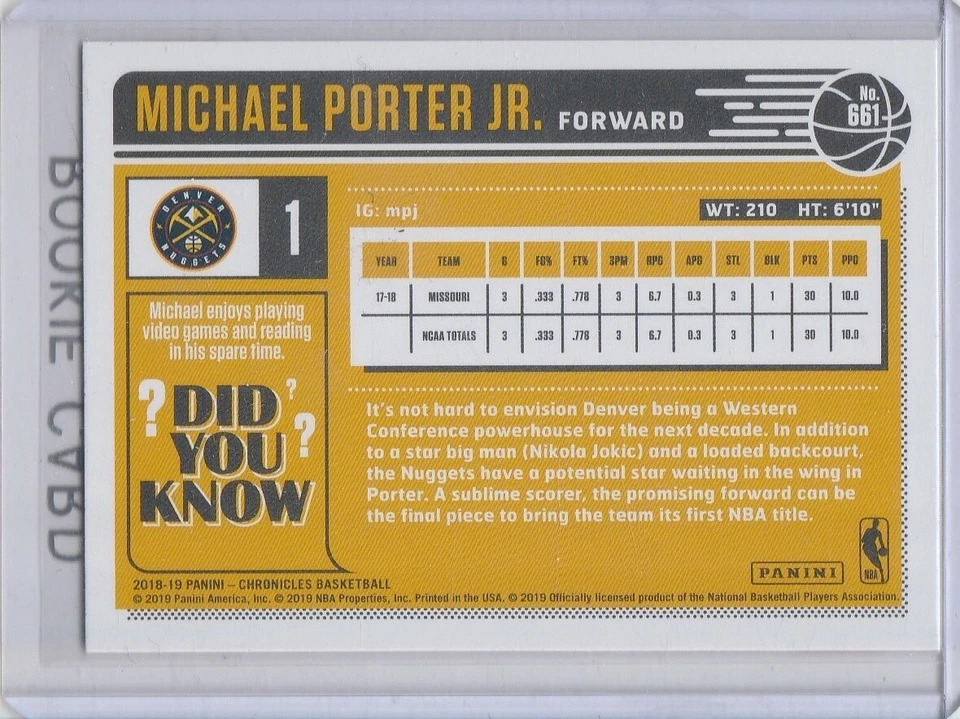 MICHAEL PORTER JR. FORWARD
No.
661
DENVER
NUGGETS
1
IG: mpj
WT: 210 HT: 6'10"
YEAR TEAM G FG% FT% 3PM RPG APG STL BLK PTS PPG
17-18 MISSOURI 3 .333 .778 3 6.7 0.3 3 1 30 10.0
NCAA TOTALS 3 .333 .778 3 6.7 0.3 3 1 30 10.0
Michael enjoys playing
video games and reading
in his spare time.
? DID ?
YOU ?
KNOW
It's not hard to envision Denver being a Western
Conference powerhouse for the next decade. In addition
to a star big man (Nikola Jokic) and a loaded backcourt,
the Nuggets have a potential star waiting in the wing in
Porter. A sublime scorer, the promising forward can be
the final piece to bring the team its first NBA title.
PANINI
NBA
2018-19 PANINI – CHRONICLES BASKETBALL
© 2019 Panini America, Inc. © 2019 NBA Properties, Inc. Printed in the USA. © 2019 Officially licensed product of the National Basketball Players Association.
ROOKIE CARD